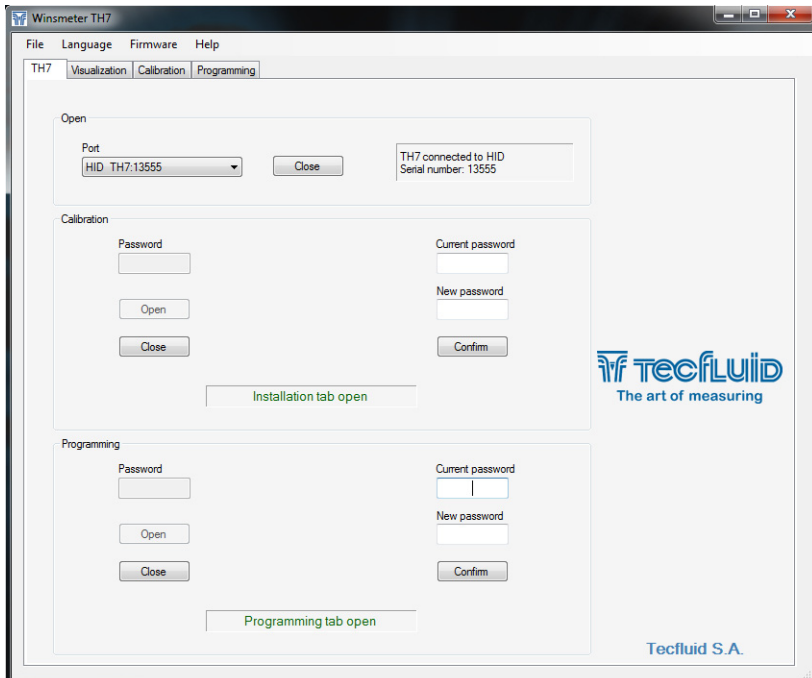 Winsmeter TH7
File Language Firmware Help
TH7 Visualization Calibration Programming
Open
Port
HID TH7:13555
Close
TH7 connected to HID
Serial number: 13555
Calibration
Password
Current password
New password
Open
Close
Confirm
Installation tab open
TECFLUID
The art of measuring
Programming
Password
Current password
New password
Open
Close
Confirm
Programming tab open
Tecfluid S.A.